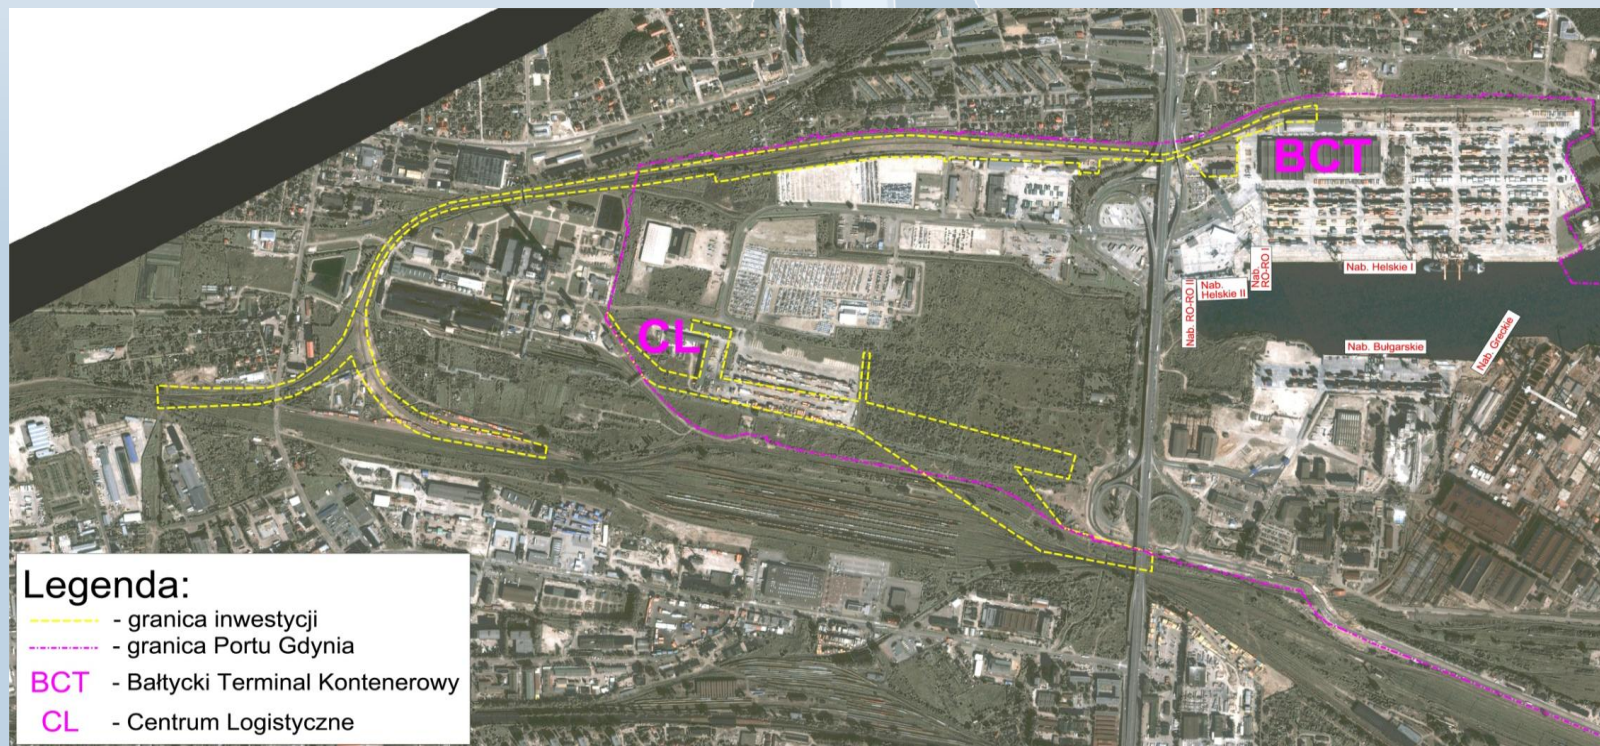 BCT
Nab. Helskie I
Nab.
RO-RO I
Nab.
Helskie II
Nab. RO-RO II
Nab. Bułgarskie
Nab. Greckie
CL
Legenda:
- granica inwestycji
- granica Portu Gdynia
BCT - Bałtycki Terminal Kontenerowy
CL - Centrum Logistyczne